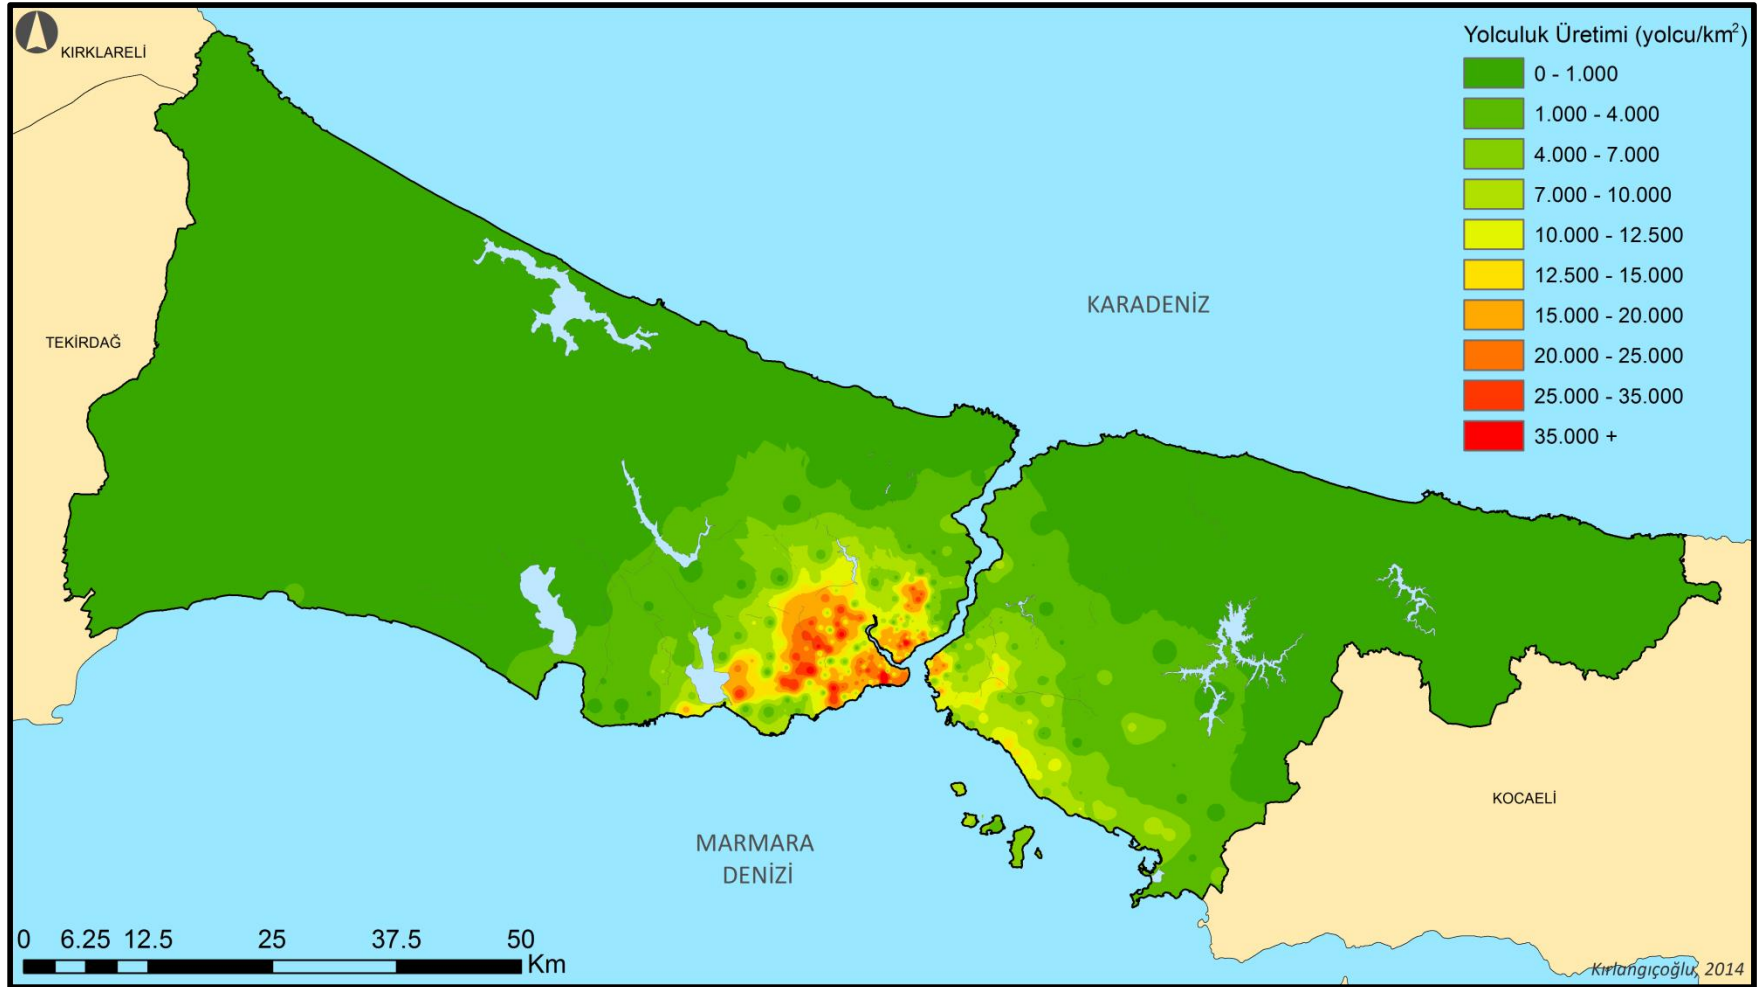 KIRKLARELİ
Yolculuk Üretimi (yolcu/km²)
0 - 1.000
1.000 - 4.000
4.000 - 7.000
7.000 - 10.000
10.000 - 12.500
12.500 - 15.000
15.000 - 20.000
20.000 - 25.000
25.000 - 35.000
35.000 +
KARADENİZ
TEKİRDAĞ
KOCAELİ
MARMARA
DENİZİ
0 6.25 12.5 25 37.5 50
Km
Kırlangıçoğlu, 2014